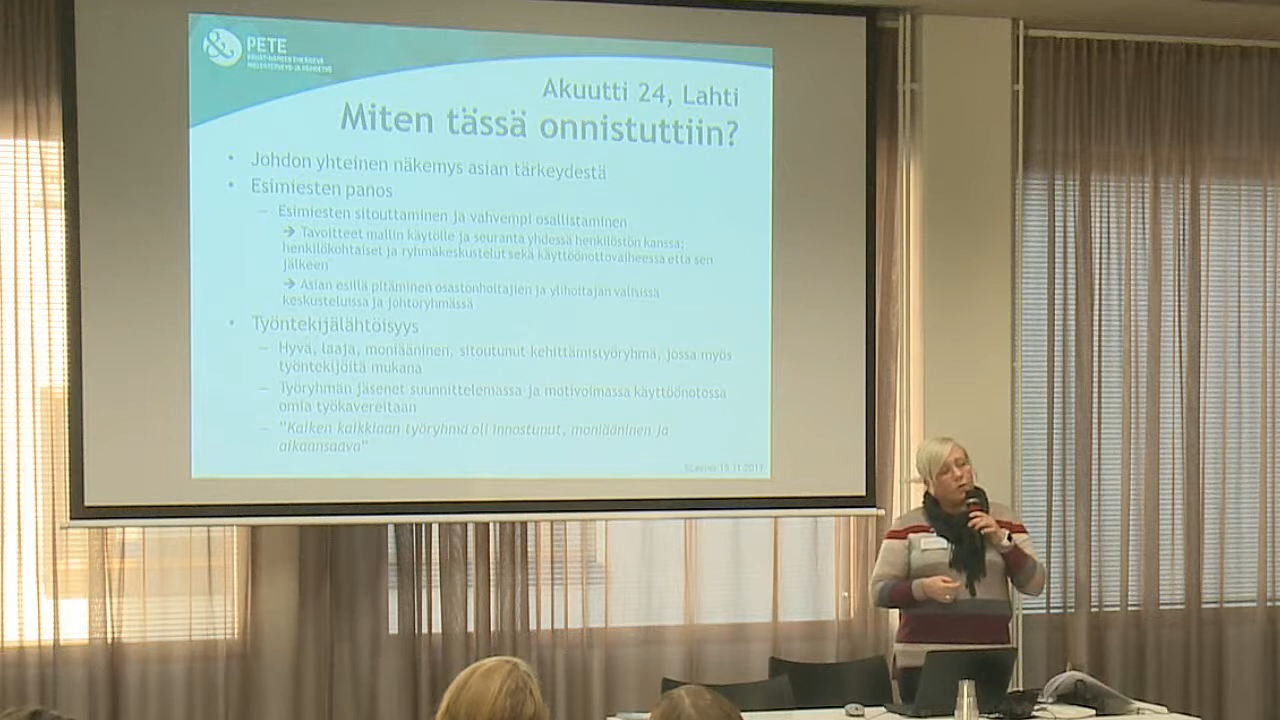 PETE
Akuutti 24, Lahti
Miten tässä onnistuttiin?
• Johdon yhteinen näkemys asian tärkeydestä
• Esimiesten panos
– Esimiesten sitouttaminen ja vahvempi osallistaminen
→ Tavoitteet mallin käytölle ja seuranta yhdessä henkilöstön kanssa;
henkilökohtaiset ja ryhmäkeskustelut sekä käyttöönottovaiheessa että sen
jälkeen
→ Asian esillä pitäminen osastonhoitajien ja ylihoitajan välisissä
keskusteluissa ja johtoryhmässä
• Työntekijälähtöisyys
– Hyvä, laaja, moniääninen, sitoutunut kehittämistyöryhmä, jossa myös
työntekijöitä mukana
– Työryhmän jäsenet suunnittelemassa ja motivoimassa käyttöönotossa
omia työkavereitaan
– "Kaiken kaikkiaan työryhmä oli innostunut, moniääninen ja
aikaansaava"